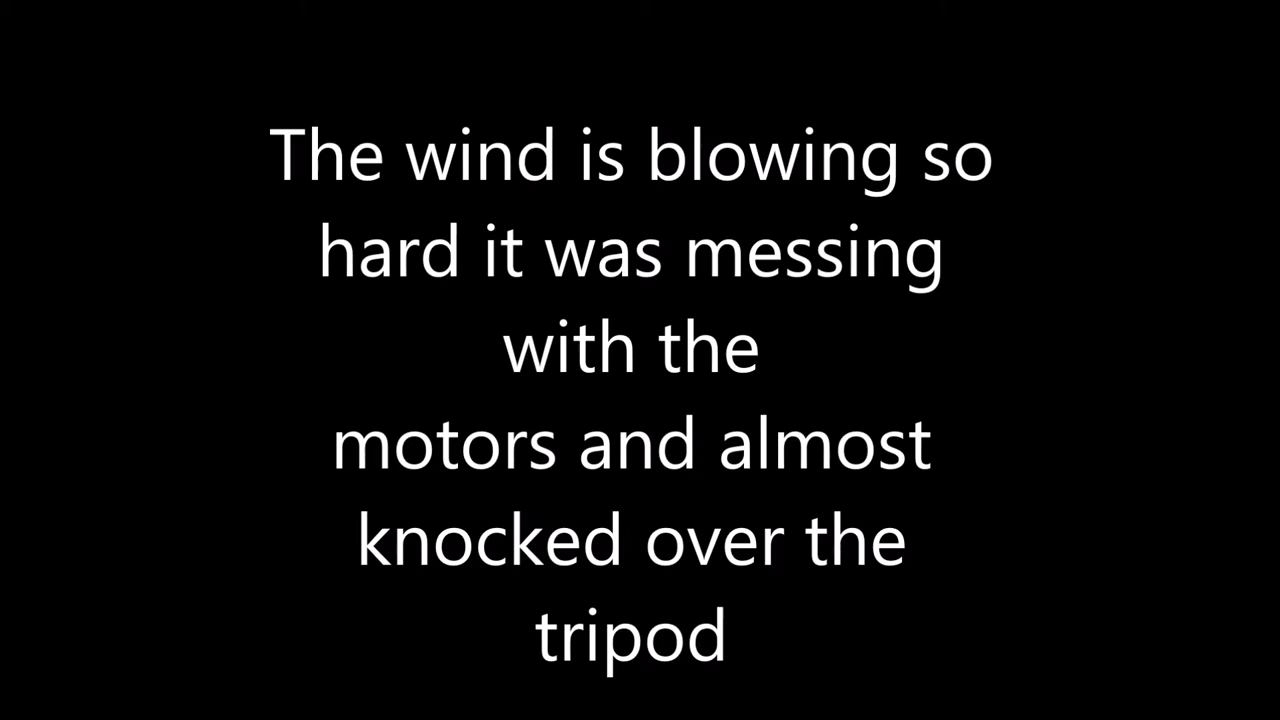 The wind is blowing so
hard it was messing
with the
motors and almost
knocked over the
tripod